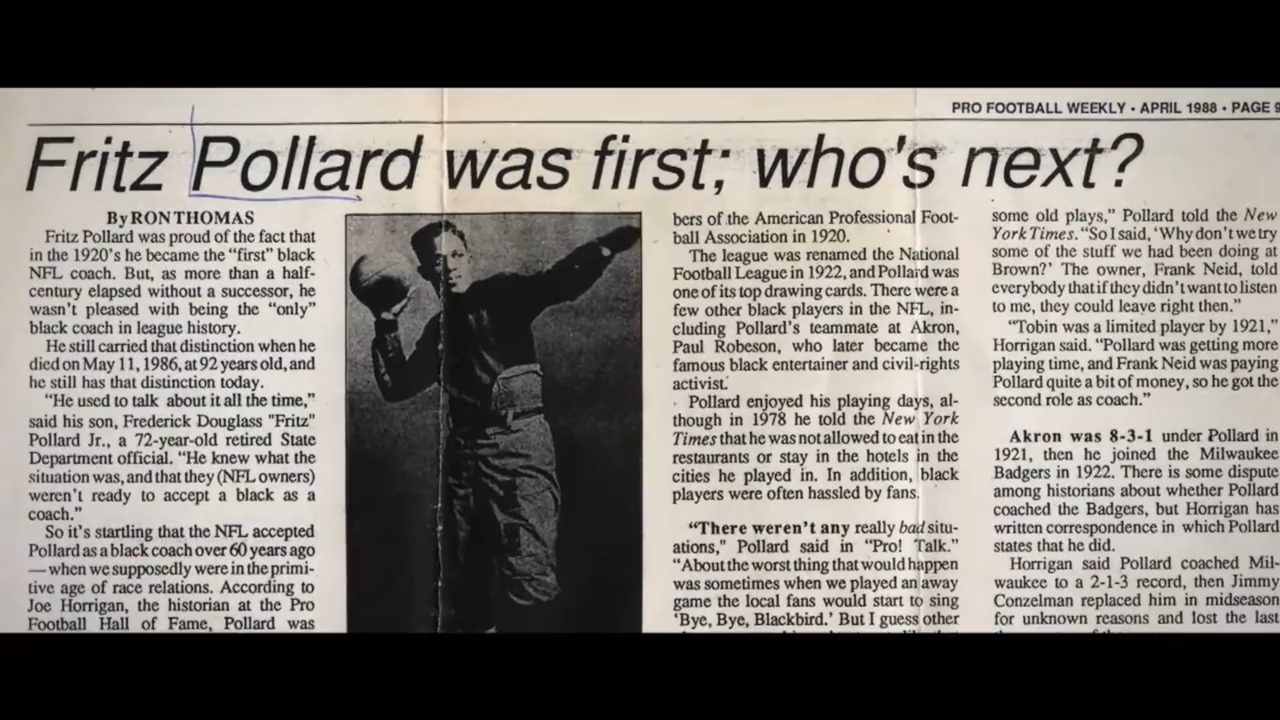 PRO FOOTBALL WEEKLY • APRIL 1988 • PAGE 9
Fritz Pollard was first; who's next?
By RON THOMAS
Fritz Pollard was proud of the fact that
in the 1920's he became the “first” black
NFL coach. But, as more than a half-
century elapsed without a successor, he
wasn't pleased with being the “only”
black coach in league history.
He still carried that distinction when he
died on May 11, 1986, at 92 years old, and
he still has that distinction today.
“He used to talk about it all the time,”
said his son, Frederick Douglass "Fritz"
Pollard Jr., a 72-year-old retired State
Department official. “He knew what the
situation was, and that they (NFL owners)
weren't ready to accept a black as a
coach.”
So it's startling that the NFL accepted
Pollard as a black coach over 60 years ago
— when we supposedly were in the primi-
tive age of race relations. According to
Joe Horrigan, the historian at the Pro
Football Hall of Fame, Pollard was
bers of the American Professional Foot-
ball Association in 1920.
The league was renamed the National
Football League in 1922, and Pollard was
one of its top drawing cards. There were a
few other black players in the NFL, in-
cluding Pollard's teammate at Akron,
Paul Robeson, who later became the
famous black entertainer and civil-rights
activist.
Pollard enjoyed his playing days, al-
though in 1978 he told the New York
Times that he was not allowed to eat in the
restaurants or stay in the hotels in the
cities he played in. In addition, black
players were often hassled by fans.
“There weren't any really bad situ-
ations,” Pollard said in “Pro! Talk.”
“About the worst thing that would happen
was sometimes when we played an away
game the local fans would start to sing
‘Bye, Bye, Blackbird.’ But I guess other
some old plays,” Pollard told the New
York Times. “So I said, ‘Why don't we try
some of the stuff we had been doing at
Brown?’ The owner, Frank Neid, told
everybody that if they didn't want to listen
to me, they could leave right then.”
“Tobin was a limited player by 1921,”
Horrigan said. “Pollard was getting more
playing time, and Frank Neid was paying
Pollard quite a bit of money, so he got the
second role as coach.”
Akron was 8-3-1 under Pollard in
1921, then he joined the Milwaukee
Badgers in 1922. There is some dispute
among historians about whether Pollard
coached the Badgers, but Horrigan has
written correspondence in which Pollard
states that he did.
Horrigan said Pollard coached Mil-
waukee to a 2-1-3 record, then Jimmy
Conzelman replaced him in midseason
for unknown reasons and lost the last